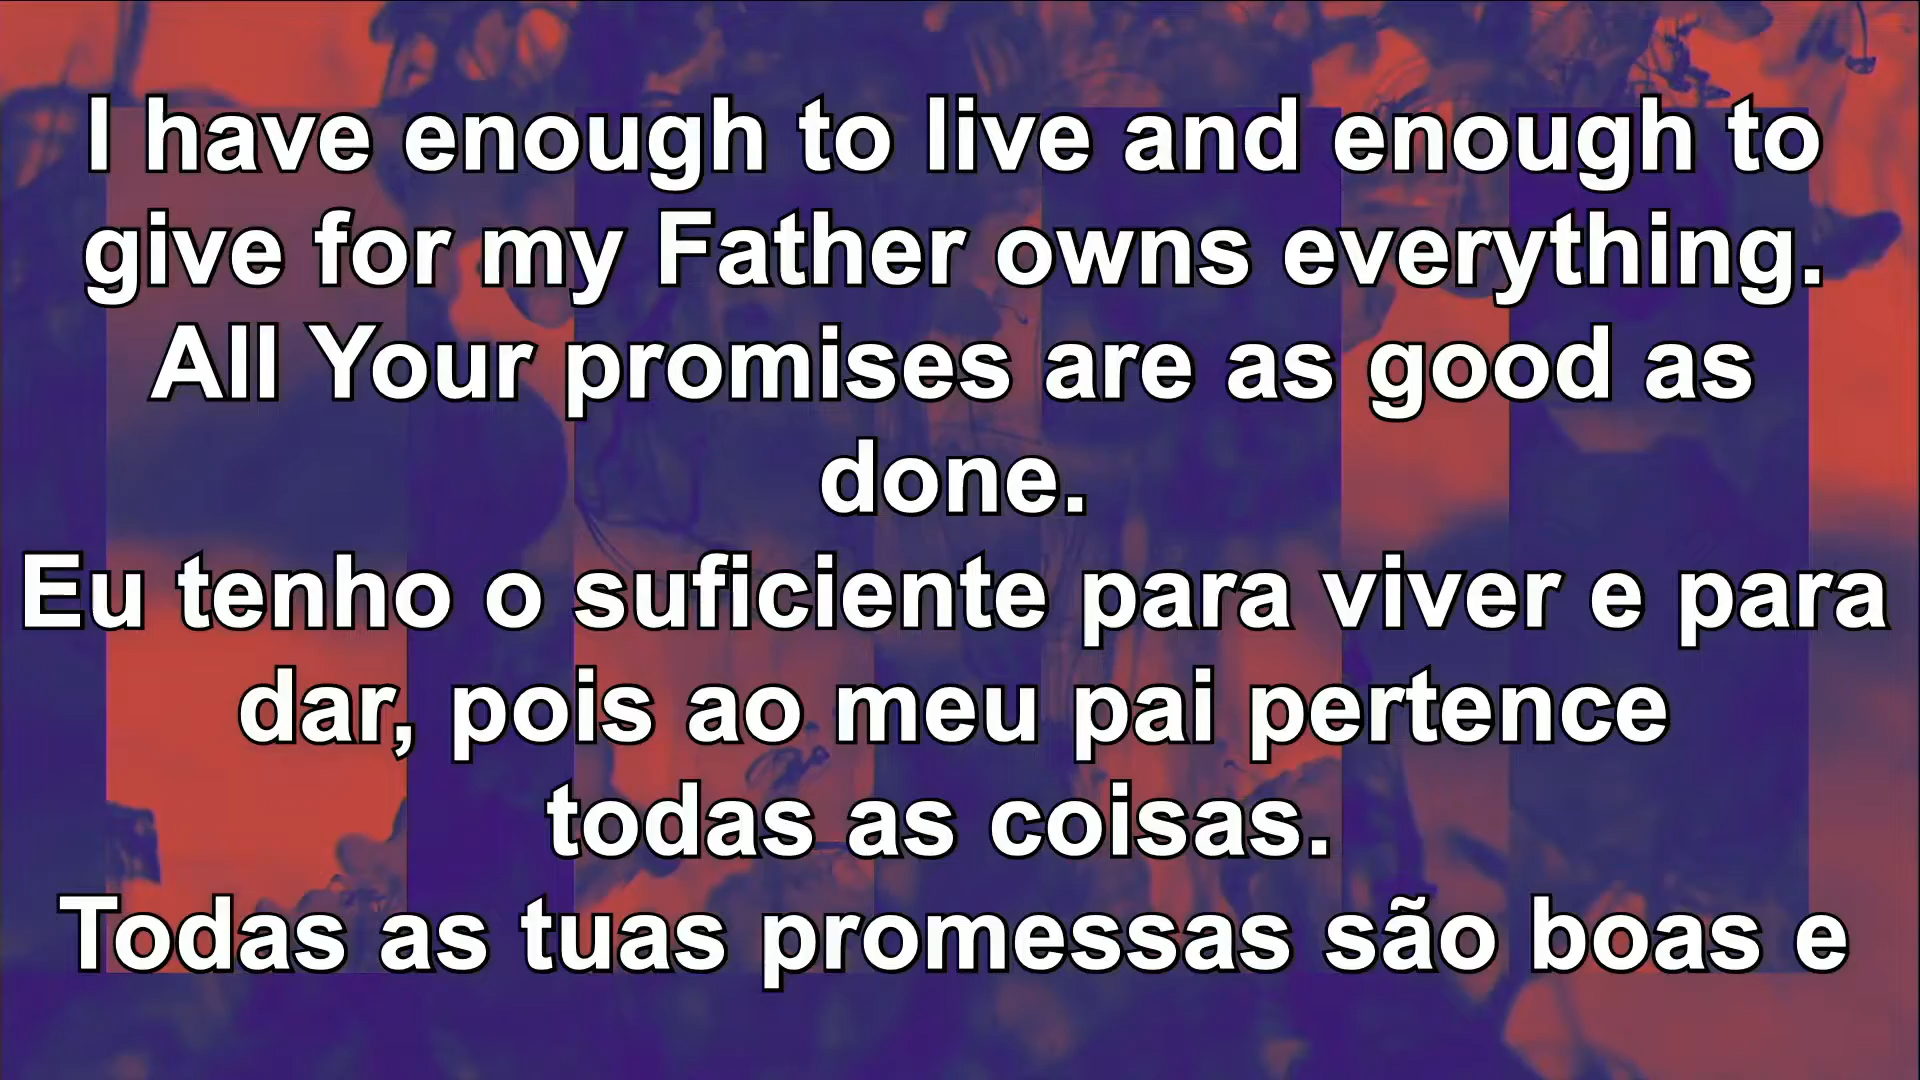 I have enough to live and enough to
give for my Father owns everything.
All Your promises are as good as
done.
Eu tenho o suficiente para viver e para
dar, pois ao meu pai pertence
todas as coisas.
Todas as tuas promessas são boas e